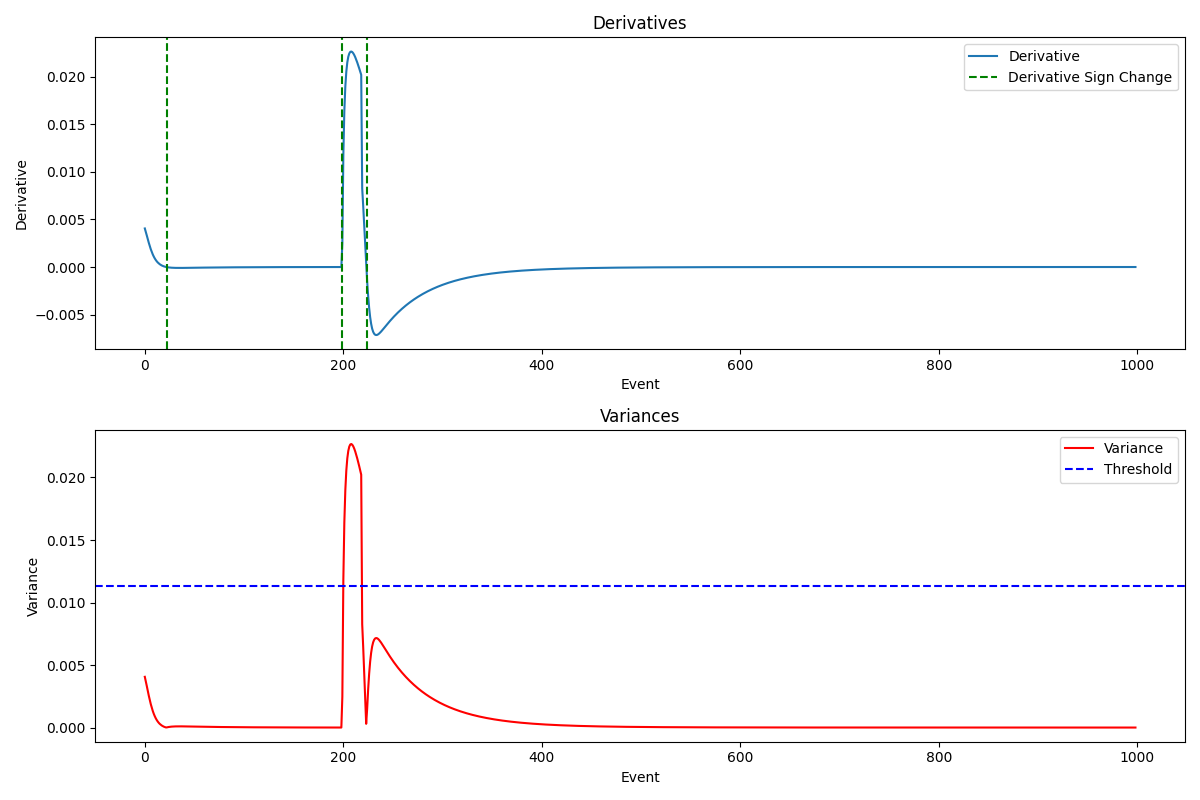 Derivatives
Derivative
Derivative Sign Change
0.020
0.015
0.010
0.005
0.000
−0.005
Derivative
0 200 400 600 800 1000
Event
Variances
Variance
Threshold
0.020
0.015
0.010
0.005
0.000
Variance
0 200 400 600 800 1000
Event